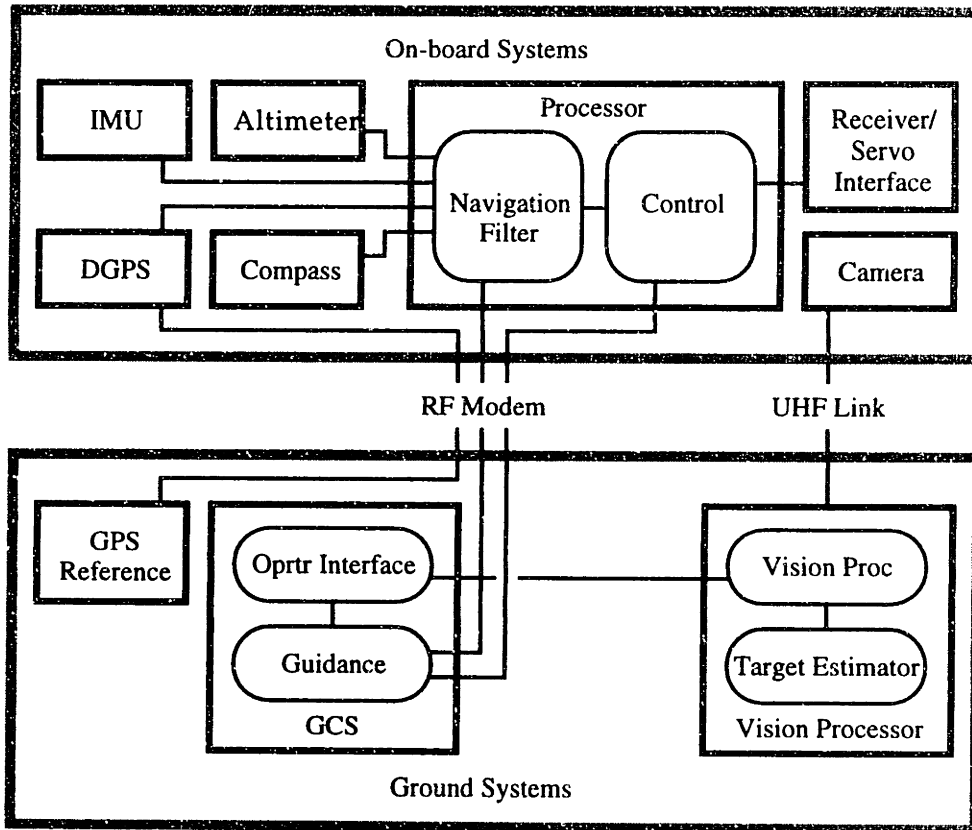 On-board Systems
IMU
Altimeter
Processor
Receiver/
Servo
Interface
Navigation
Filter
Control
DGPS
Compass
Camera
RF Modem
UHF Link
GPS
Reference
Oprtr Interface
Vision Proc
Guidance
Target Estimator
GCS
Vision Processor
Ground Systems